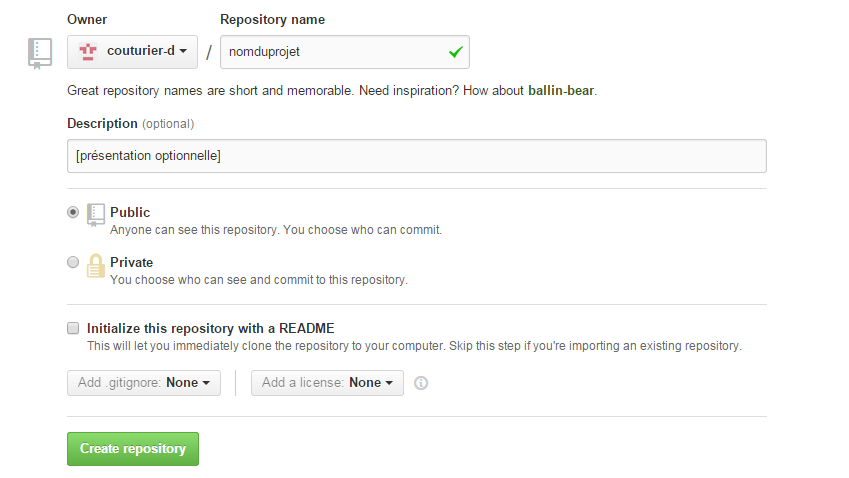 Owner Repository name
couturier-d / nomduprojet
Great repository names are short and memorable. Need inspiration? How about ballin-bear.
Description (optional)
[présentation optionnelle]
Public
Anyone can see this repository. You choose who can commit.
Private
You choose who can see and commit to this repository.
Initialize this repository with a README
This will let you immediately clone the repository to your computer. Skip this step if you're importing an existing repository.
Add .gitignore: None Add a license: None
Create repository